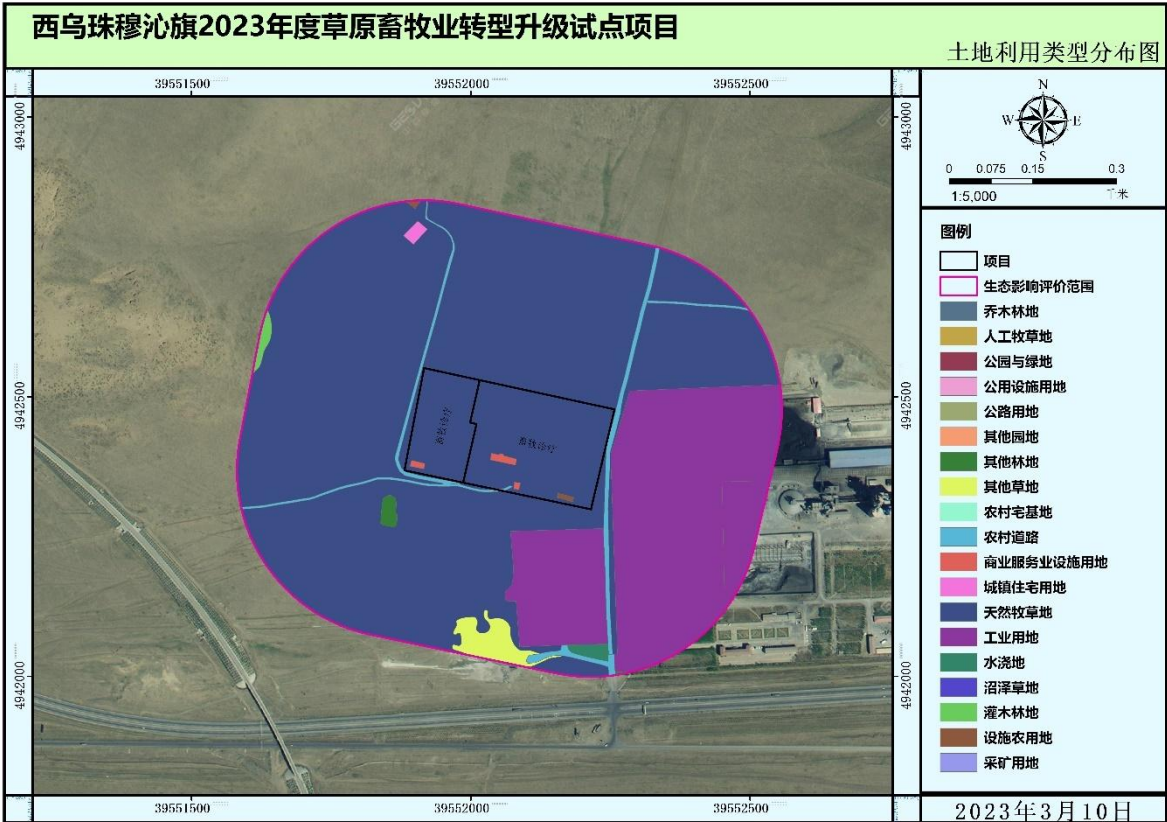 西乌珠穆沁旗2023年度草原畜牧业转型升级试点项目
土地利用类型分布图
39551500
39552000
39552500
4943000
4942500
4942000
4943000
4942500
4942000
39551500
39552000
39552500
N
W
E
S
0 0.075 0.15 0.3
1:5,000
千米
图例
项目
生态影响评价范围
乔木林地
人工牧草地
公园与绿地
公用设施用地
公路用地
其他园地
其他林地
其他草地
农村宅基地
农村道路
商业服务业设施用地
城镇住宅用地
天然牧草地
工业用地
水浇地
沼泽草地
灌木林地
设施农用地
采矿用地
2023年3月10日